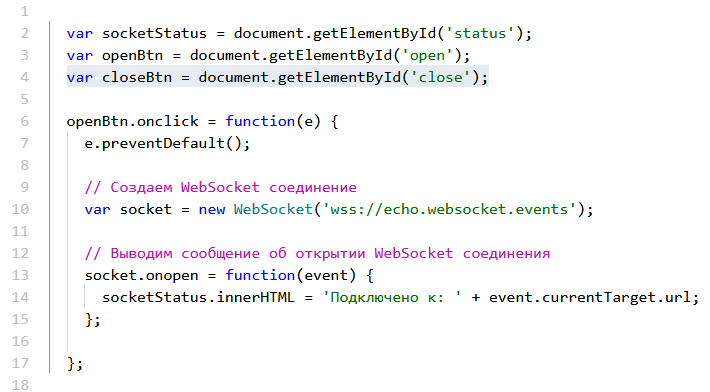 1
2 var socketStatus = document.getElementById('status');
3 var openBtn = document.getElementById('open');
4 var closeBtn = document.getElementById('close');
5
6 openBtn.onclick = function(e) {
7 e.preventDefault();
8
9 // Создаем WebSocket соединение
10 var socket = new WebSocket('wss://echo.websocket.events');
11
12 // Выводим сообщение об открытии WebSocket соединения
13 socket.onopen = function(event) {
14 socketStatus.innerHTML = 'Подключено к: ' + event.currentTarget.url;
15 };
16
17 };
18